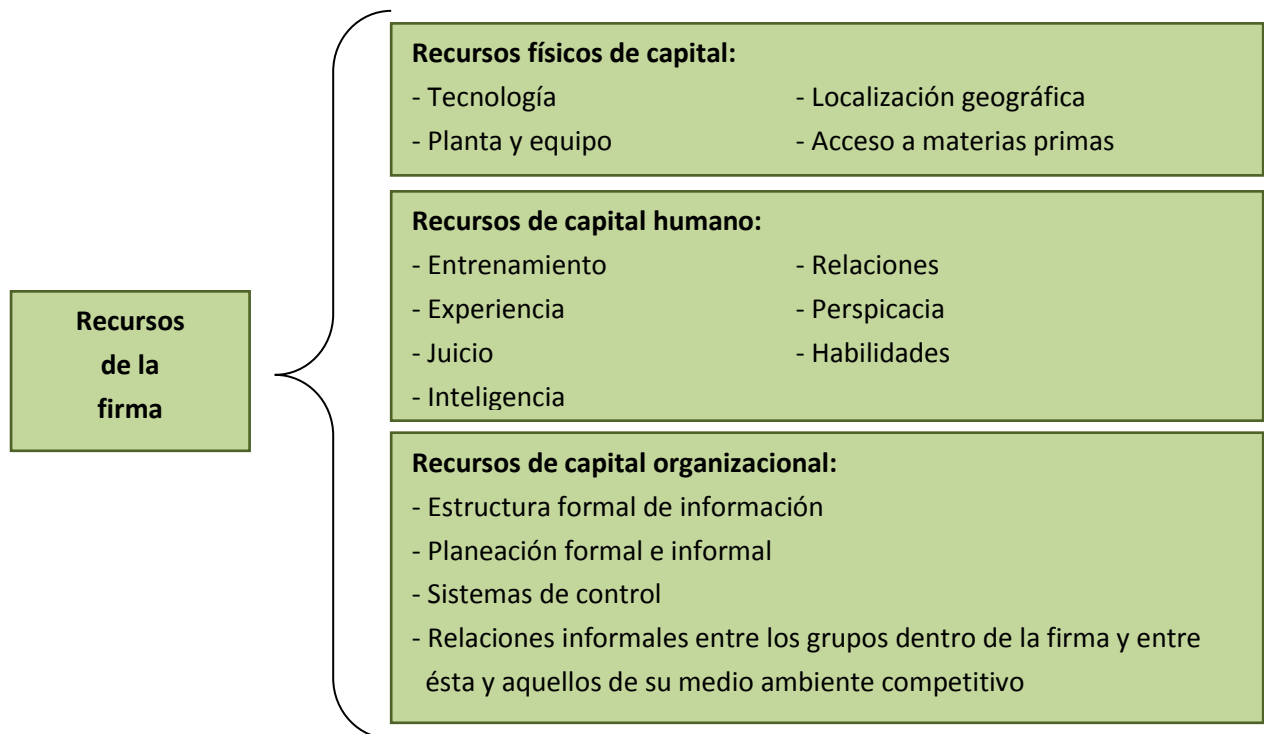 Recursos
de la
firma
Recursos físicos de capital:
- Tecnología - Localización geográfica
- Planta y equipo - Acceso a materias primas
Recursos de capital humano:
- Entrenamiento - Relaciones
- Experiencia - Perspicacia
- Juicio - Habilidades
- Inteligencia
Recursos de capital organizacional:
- Estructura formal de información
- Planeación formal e informal
- Sistemas de control
- Relaciones informales entre los grupos dentro de la firma y entre
ésta y aquellos de su medio ambiente competitivo